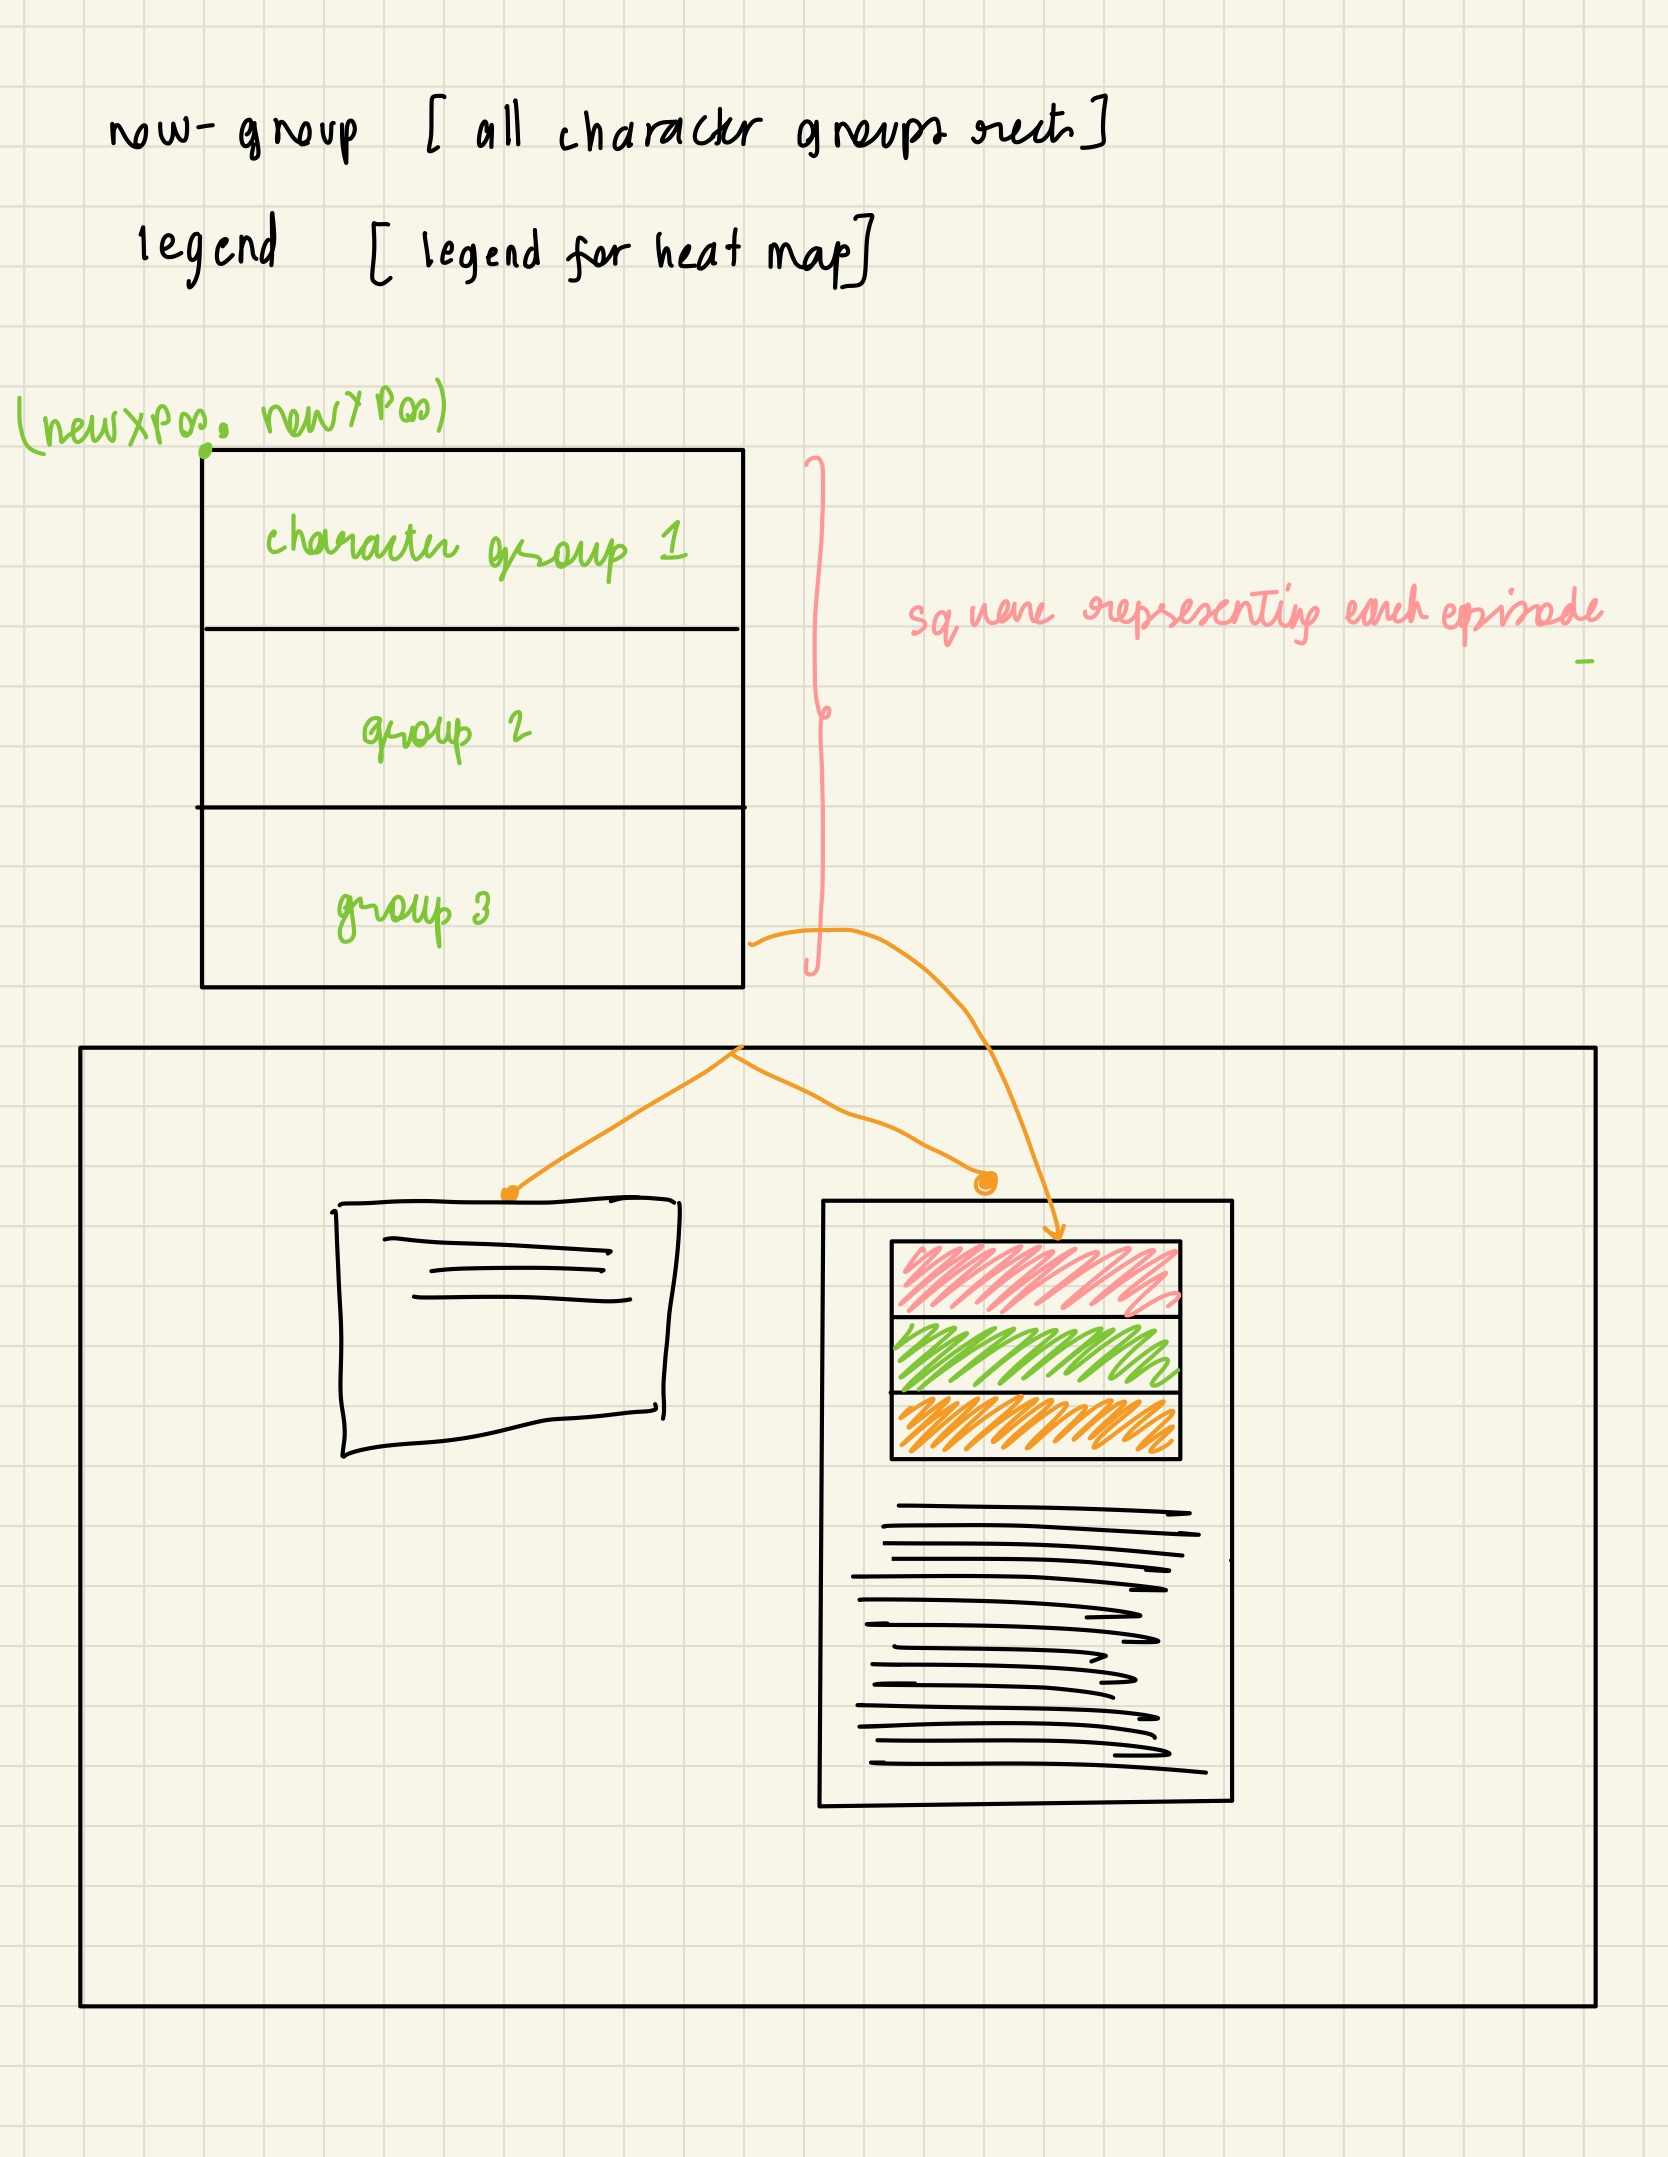 row-group [all character groups rect]
legend [legend for heat map]
(newXPos, newYPos)
character group 1
square representing each episode
group 2
group 3